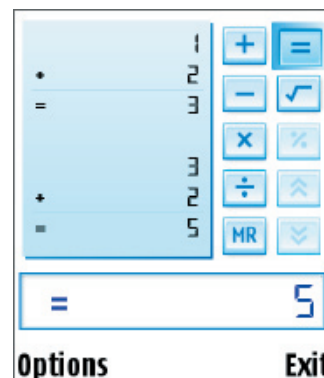 1 + =
+ 2
= 3 − √
× %
3
+ 2 ÷
= 5 MR
= 5
Options Exit